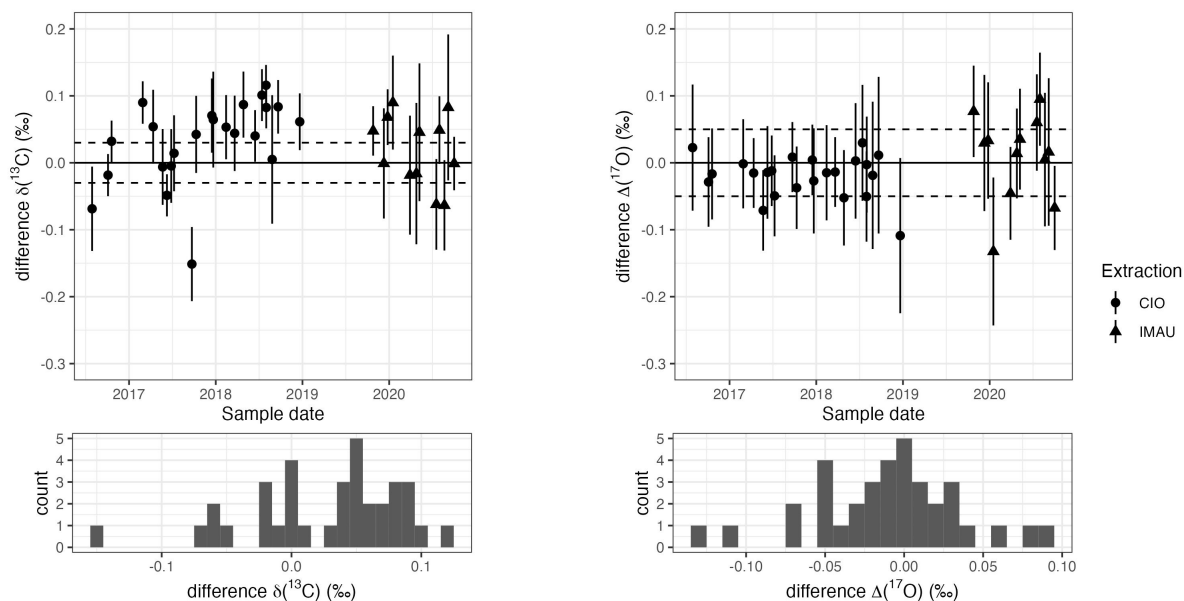 difference δ(¹³C) (‰)
0.2
0.1
0.0
-0.1
-0.2
-0.3
2017 2018 2019 2020
Sample date
difference Δ(¹⁷O) (‰)
0.2
0.1
0.0
-0.1
-0.2
-0.3
2017 2018 2019 2020
Sample date
Extraction
CIO
IMAU
count
5
4
3
2
1
0
-0.1 0.0 0.1
difference δ(¹³C) (‰)
count
5
4
3
2
1
0
-0.10 -0.05 0.00 0.05 0.10
difference Δ(¹⁷O) (‰)